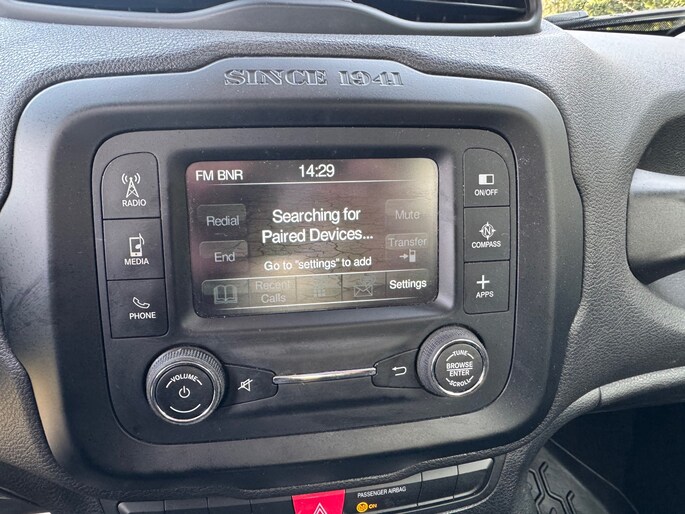 SINCE 1941
FM BNR 14:29
RADIO
MEDIA
PHONE
Redial
End
Searching for
Paired Devices...
Go to "settings" to add
Mute
Transfer
Recent
Calls
Settings
ON/OFF
COMPASS
APPS
VOLUME
TUNE
BROWSE
ENTER
SCROLL
PASSENGER AIRBAG
ON